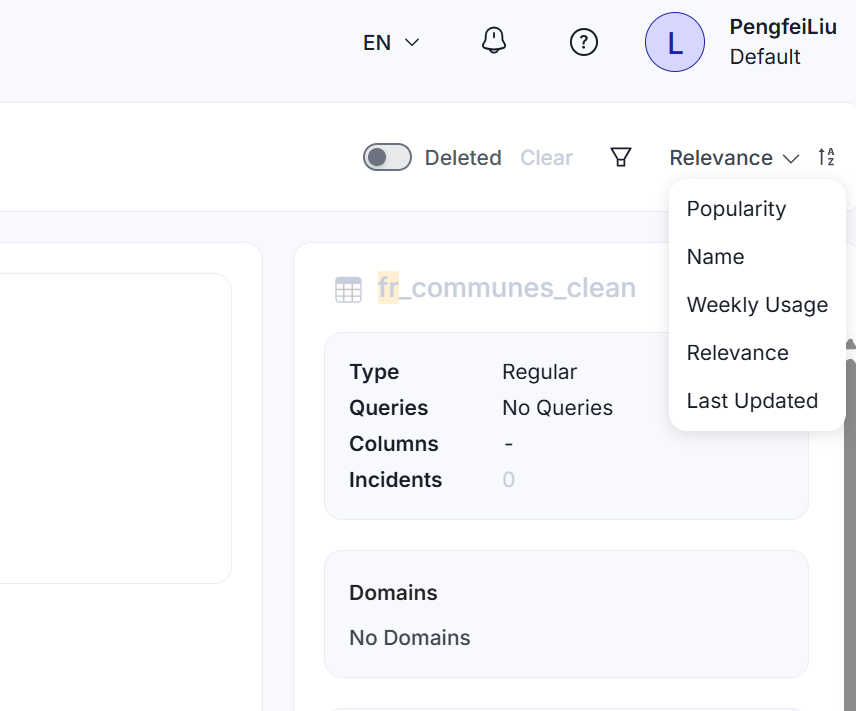 EN
L
PengfeiLiu
Default
Deleted
Clear
Relevance
A
Z
Popularity
Name
Weekly Usage
Relevance
Last Updated
fr_communes_clean
Type Regular
Queries No Queries
Columns -
Incidents 0
Domains
No Domains